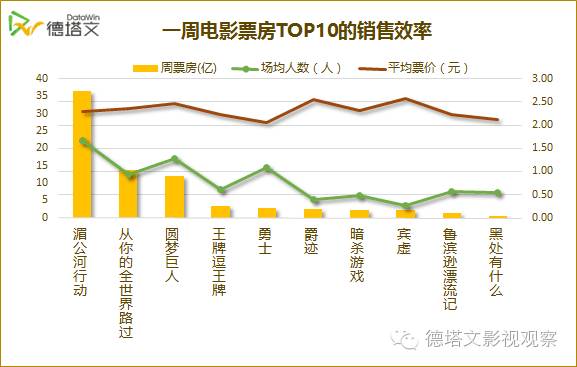 DataWin
德塔文
一周电影票房TOP10的销售效率
周票房(亿) 场均人数（人） 平均票价（元）
40 3.00
35 2.50
30 2.00
25
20 1.50
15 1.00
10
5 0.50
0 0.00
湄公河行动
从你的全世界路过
圆梦巨人
王牌逗王牌
勇士
爵迹
暗杀游戏
宾虚
鲁滨逊漂流记
黑处有什么
德塔文影视观察